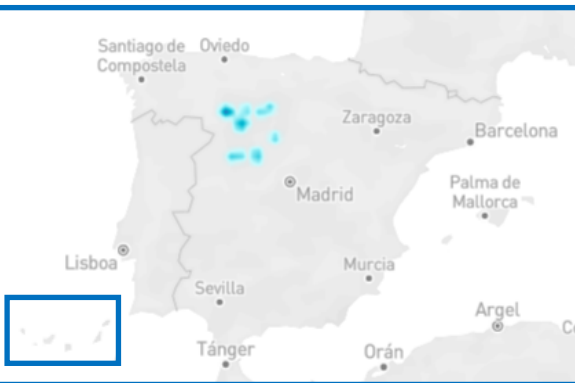 Santiago de
Compostela
Oviedo
Zaragoza
Barcelona
Madrid
Palma de
Mallorca
Lisboa
Murcia
Sevilla
Argel
Tánger
Orán